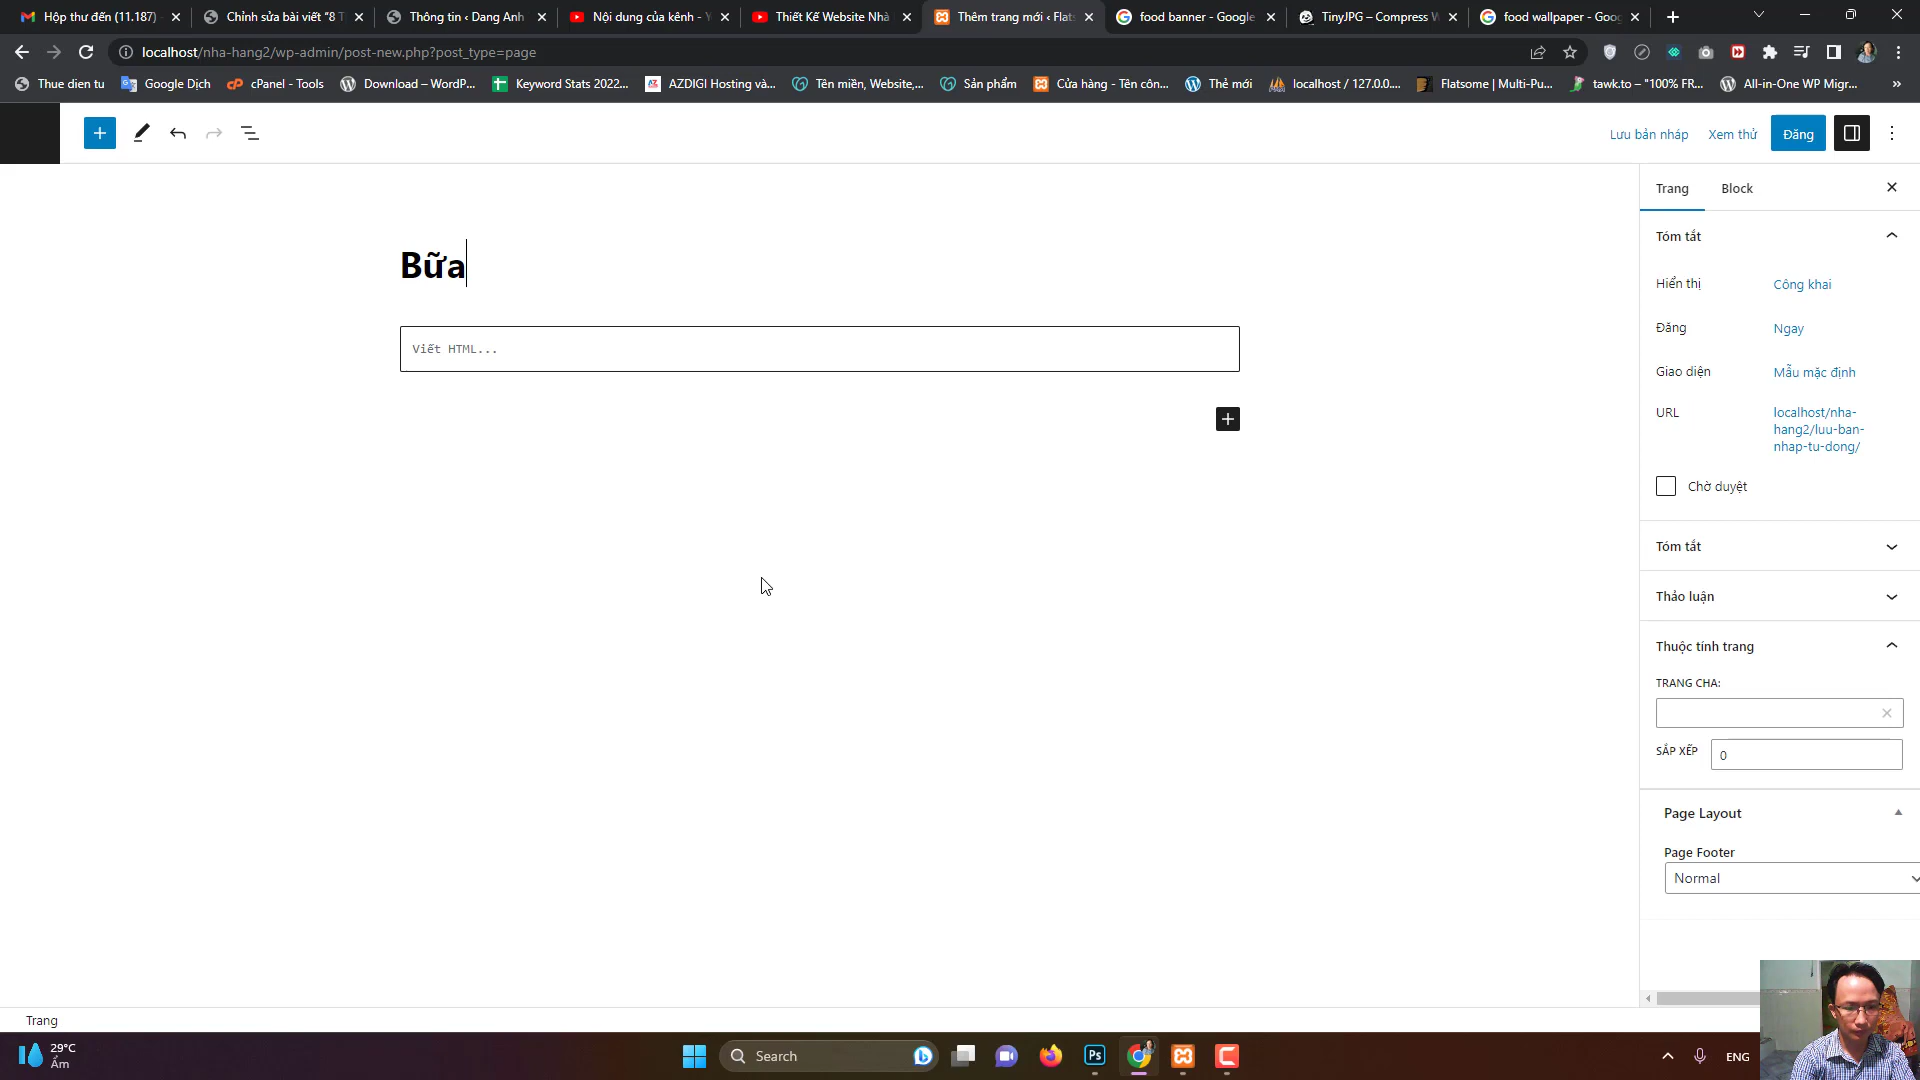 Hộp thư đến (11.187)
Chỉnh sửa bài viết “8 T
Thông tin ‹ Dang Anh
Nội dung của kênh - Y
Thiết Kế Website Nhà
Thêm trang mới ‹ Flats
food banner - Google
TinyJPG – Compress W
food wallpaper - Goog
localhost/nha-hang2/wp-admin/post-new.php?post_type=page
Thue dien tu
Google Dịch
cPanel - Tools
Download – WordP...
Keyword Stats 2022...
AZDIGI Hosting và...
Tên miền, Website,...
Sản phẩm
Cửa hàng - Tên côn...
Thẻ mới
localhost / 127.0.0....
Flatsome | Multi-Pu...
tawk.to – "100% FR...
All-in-One WP Migr...
Lưu bản nháp
Xem thử
Đăng
Trang
Block
Bữa
Viết HTML...
Tóm tắt
Hiển thị
Công khai
Đăng
Ngay
Giao diện
Mẫu mặc định
URL
localhost/nha-
hang2/luu-ban-
nhap-tu-dong/
Chờ duyệt
Tóm tắt
Thảo luận
Thuộc tính trang
TRANG CHA:
SẮP XẾP
0
Page Layout
Page Footer
Normal
Trang
29°C
Ẩm
Search
Ps
ENG